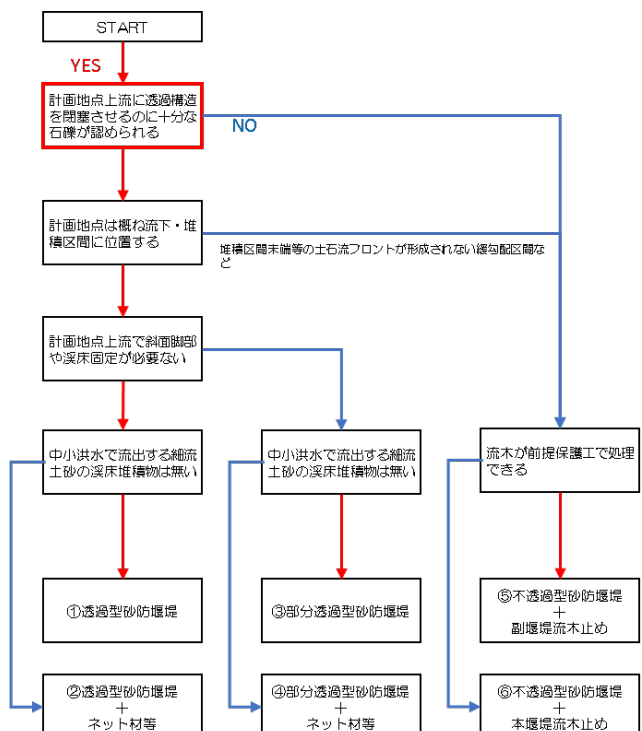 START
YES
計画地点上流に透過構造
を閉塞させるのに十分な
石礫が認められる
NO
計画地点は概ね流下・堆
積区間に位置する
堆積区間末端等の土石流フロントが形成されない緩勾配区間な
ど
計画地点上流で斜面脚部
や渓床固定が必要ない
中小洪水で流出する細流
土砂の渓床堆積物は無い
中小洪水で流出する細流
土砂の渓床堆積物は無い
流木が前提保護工で処理
できる
①透過型砂防堰堤
③部分透過型砂防堰堤
⑤不透過型砂防堰堤
+
副堰堤流木止め
②透過型砂防堰堤
+
ネット材等
④部分透過型砂防堰堤
+
ネット材等
⑥不透過型砂防堰堤
+
本堰堤流木止め